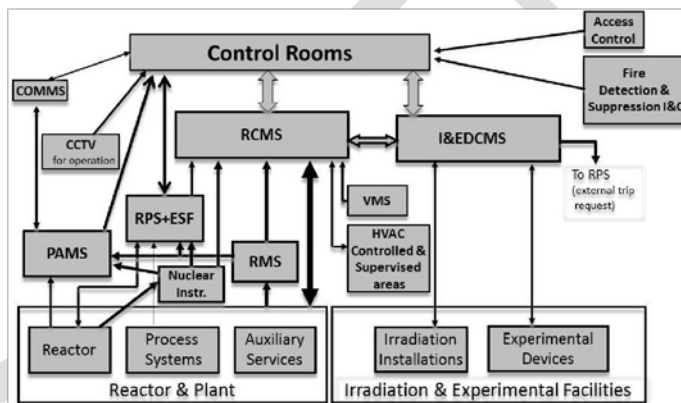 Control Rooms
Access
Control
Fire
Detection &
Suppression I&C
COMMS
CCTV
for operation
RCMS
I&EDCMS
To RPS
(external trip
request)
VMS
RPS+ESF
HVAC
Controlled &
Supervised
areas
PAMS
RMS
Nuclear
Instr.
Reactor
Process
Systems
Auxiliary
Services
Reactor & Plant
Irradiation
Installations
Experimental
Devices
Irradiation & Experimental Facilities